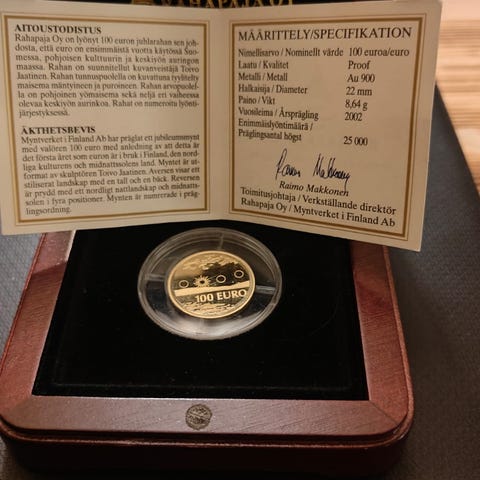 RAHAPAJA OY
AITOUSTODISTUS
Rahapaja Oy on lyönyt 100 euron juhlarahan sen joh-
dosta, että euro on ensimmäistä vuotta käytössä Suo-
messa, pohjoisen kulttuurin ja keskiyön auringon
maassa. Rahan on suunnitellut kuvanveistäjä Toivo
Jaatinen. Rahan tunnuspuolella on kuvattuna tyylitelty
maisema mäntyineen ja puroineen. Rahan arvopuolel-
la on pohjoisen yömaisema sekä neljä eri vaiheessa
olevaa keskiyön aurinkoa. Rahat on numeroitu lyönti-
järjestyksessä.
ÄKTHETSBEVIS
Myntverket i Finland Ab har präglat ett jubileumsmynt
med valören 100 euro med anledning av att detta är
det första året som euron är i bruk i Finland, den nord-
liga kulturens och midnattssolens land. Myntet är ut-
format av skulptören Toivo Jaatinen. Aversen visar ett
stiliserat landskap med en tall och en bäck. Reversen
är prydd med ett nordligt nattlandskap och midnatts-
solen i fyra positioner. Mynten är numrerade i präg-
lingsordning.
MÄÄRITTELY/SPECIFIKATION
Nimellisarvo / Nominellt värde 100 euroa/euro
Laatu / Kvalitet Proof
Metalli / Metall Au 900
Halkaisija / Diameter 22 mm
Paino / Vikt 8,64 g
Vuosileima / Årsprägling 2002
Enimmäislyöntimäärä /
Präglingsantal högst 25 000
Raimo Makkonen
Toimitusjohtaja / Verkställande direktör
Rahapaja Oy / Myntverket i Finland Ab
100 EURO